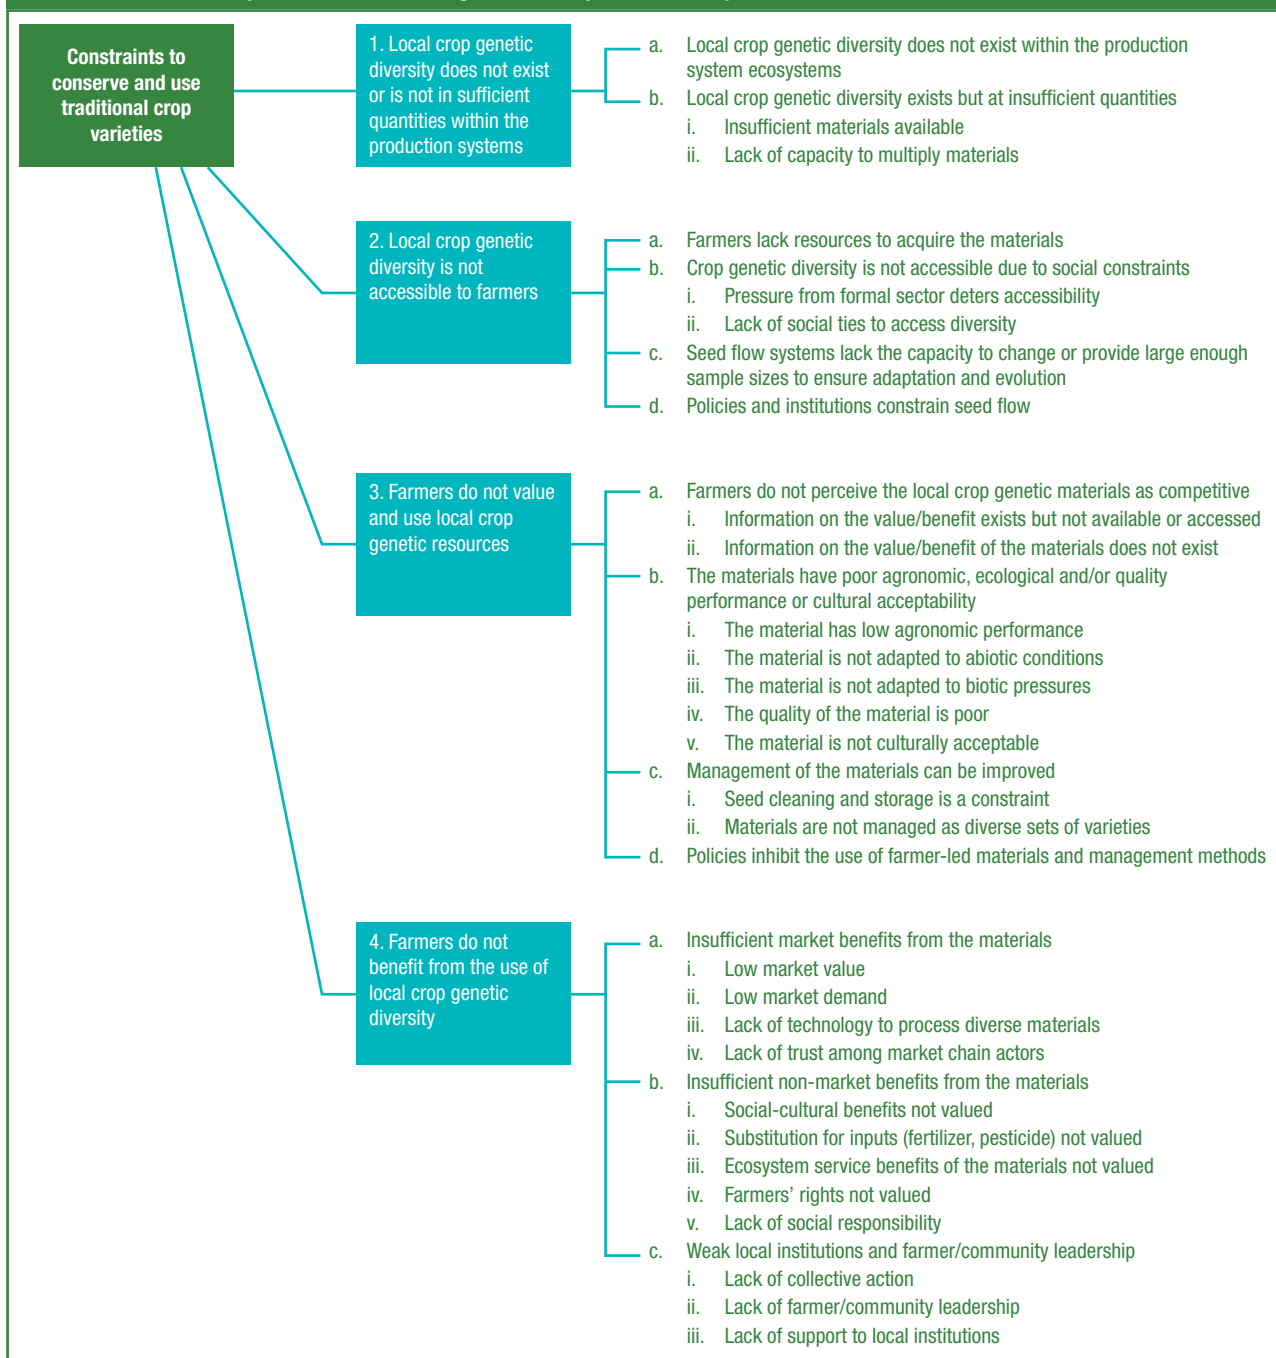 Constraints to
conserve and use
traditional crop
varieties
1. Local crop genetic
diversity does not exist
or is not in sufficient
quantities within the
production systems
a. Local crop genetic diversity does not exist within the production
system ecosystems
b. Local crop genetic diversity exists but at insufficient quantities
i. Insufficient materials available
ii. Lack of capacity to multiply materials
2. Local crop genetic
diversity is not
accessible to farmers
a. Farmers lack resources to acquire the materials
b. Crop genetic diversity is not accessible due to social constraints
i. Pressure from formal sector deters accessibility
ii. Lack of social ties to access diversity
c. Seed flow systems lack the capacity to change or provide large enough
sample sizes to ensure adaptation and evolution
d. Policies and institutions constrain seed flow
3. Farmers do not value
and use local crop
genetic resources
a. Farmers do not perceive the local crop genetic materials as competitive
i. Information on the value/benefit exists but not available or accessed
ii. Information on the value/benefit of the materials does not exist
b. The materials have poor agronomic, ecological and/or quality
performance or cultural acceptability
i. The material has low agronomic performance
ii. The material is not adapted to abiotic conditions
iii. The material is not adapted to biotic pressures
iv. The quality of the material is poor
v. The material is not culturally acceptable
c. Management of the materials can be improved
i. Seed cleaning and storage is a constraint
ii. Materials are not managed as diverse sets of varieties
d. Policies inhibit the use of farmer-led materials and management methods
4. Farmers do not
benefit from the use of
local crop genetic
diversity
a. Insufficient market benefits from the materials
i. Low market value
ii. Low market demand
iii. Lack of technology to process diverse materials
iv. Lack of trust among market chain actors
b. Insufficient non-market benefits from the materials
i. Social-cultural benefits not valued
ii. Substitution for inputs (fertilizer, pesticide) not valued
iii. Ecosystem service benefits of the materials not valued
iv. Farmers’ rights not valued
v. Lack of social responsibility
c. Weak local institutions and farmer/community leadership
i. Lack of collective action
ii. Lack of farmer/community leadership
iii. Lack of support to local institutions